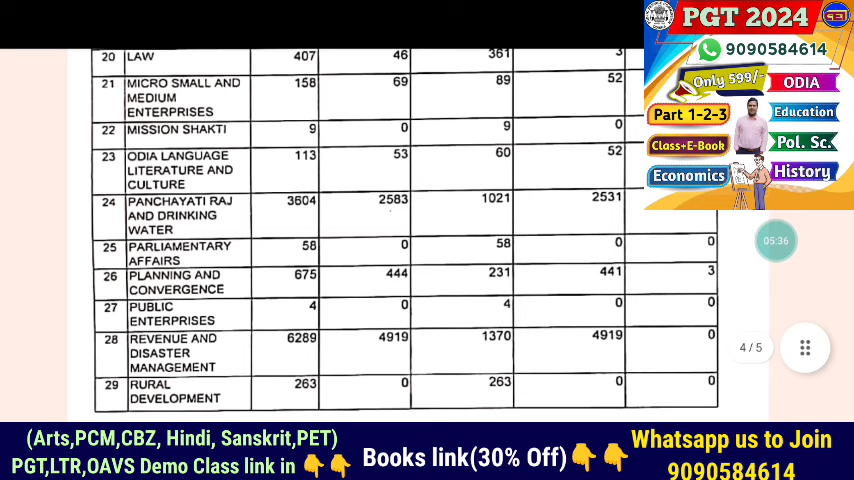 20 LAW 407 46 361 3
21 MICRO SMALL AND MEDIUM ENTERPRISES 158 69 89 52
22 MISSION SHAKTI 9 0 9 0
23 ODIA LANGUAGE LITERATURE AND CULTURE 113 53 60 52
24 PANCHAYATI RAJ AND DRINKING WATER 3604 2583 1021 2531
25 PARLIAMENTARY AFFAIRS 58 0 58 0 0
26 PLANNING AND CONVERGENCE 675 444 231 441 3
27 PUBLIC ENTERPRISES 4 0 4 0 0
28 REVENUE AND DISASTER MANAGEMENT 6289 4919 1370 4919 0
29 RURAL DEVELOPMENT 263 0 263 0 0
PGT 2024
9090584614
Only 599/-
ODIA
Part 1-2-3
Education
Class+E-Book
Pol. Sc.
Economics
History
05:36
4 / 5
(Arts,PCM,CBZ, Hindi, Sanskrit,PET)
PGT,LTR,OAVS Demo Class link in 👇👇
Books link(30% Off)👇👇
Whatsapp us to Join
9090584614